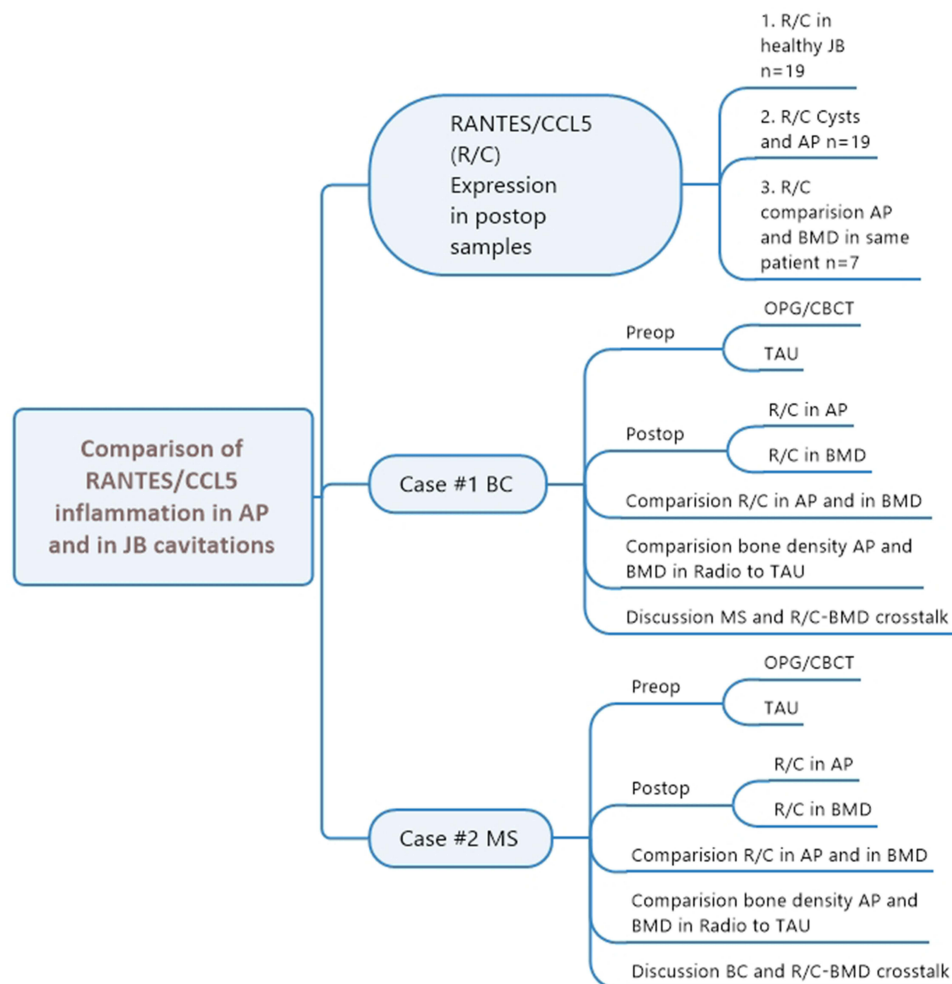 Comparison of
RANTES/CCL5
inflammation in AP
and in JB cavitations
RANTES/CCL5
(R/C)
Expression
in postop
samples
1. R/C in
healthy JB
n=19
2. R/C Cysts
and AP n=19
3. R/C
comparision AP
and BMD in same
patient n=7
Case #1 BC
Preop
OPG/CBCT
TAU
Postop
R/C in AP
R/C in BMD
Comparision R/C in AP and in BMD
Comparision bone density AP and
BMD in Radio to TAU
Discussion MS and R/C-BMD crosstalk
Case #2 MS
Preop
OPG/CBCT
TAU
Postop
R/C in AP
R/C in BMD
Comparision R/C in AP and in BMD
Comparision bone density AP and
BMD in Radio to TAU
Discussion BC and R/C-BMD crosstalk